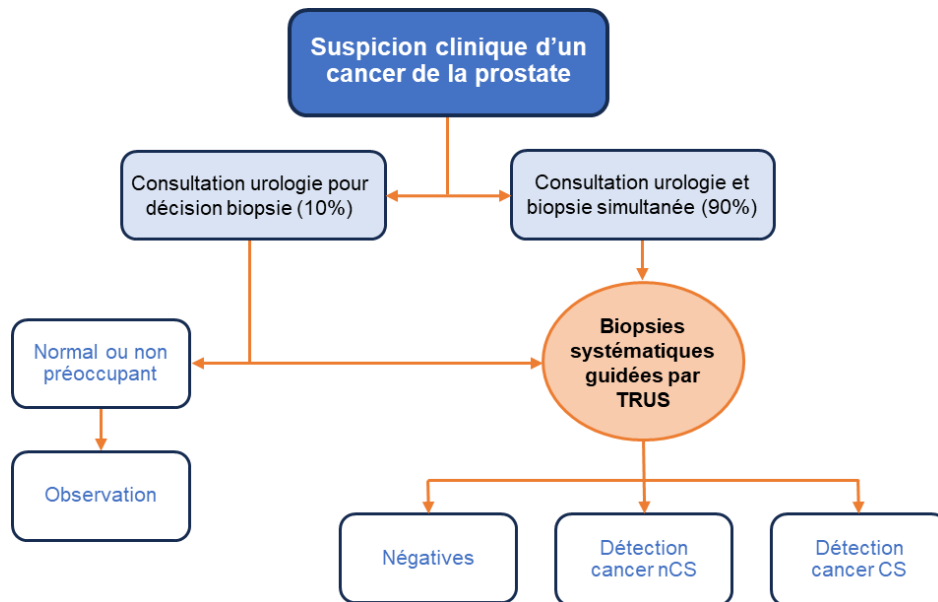 Suspicion clinique d’un
cancer de la prostate
Consultation urologie pour
décision biopsie (10%)
Consultation urologie et
biopsie simultanée (90%)
Biopsies
systématiques
guidées par
TRUS
Normal ou non
préoccupant
Observation
Négatives
Détection
cancer nCS
Détection
cancer CS